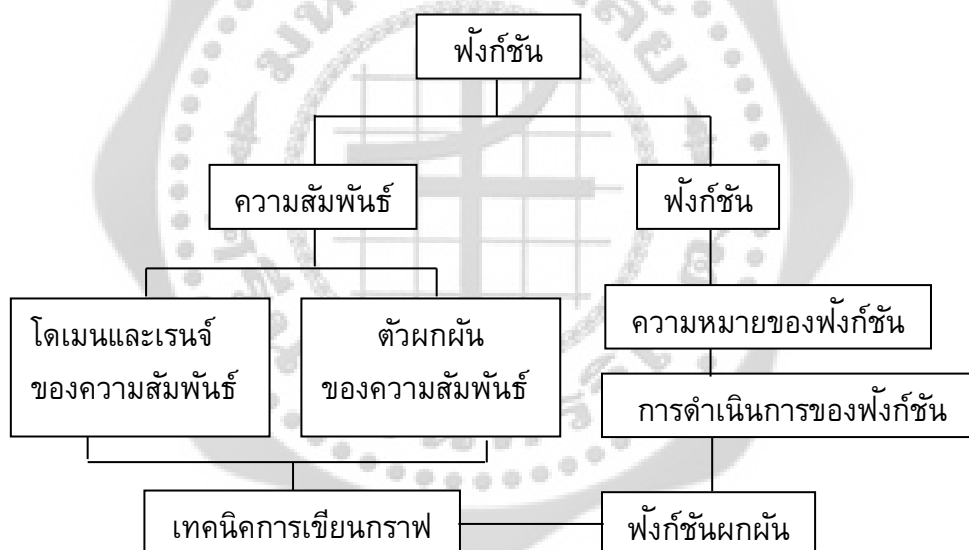 ฟังก์ชัน
ความสัมพันธ์
ฟังก์ชัน
โดเมนและเรนจ์
ของความสัมพันธ์
ตัวผกผัน
ของความสัมพันธ์
ความหมายของฟังก์ชัน
การดำเนินการของฟังก์ชัน
เทคนิคการเขียนกราฟ
ฟังก์ชันผกผัน